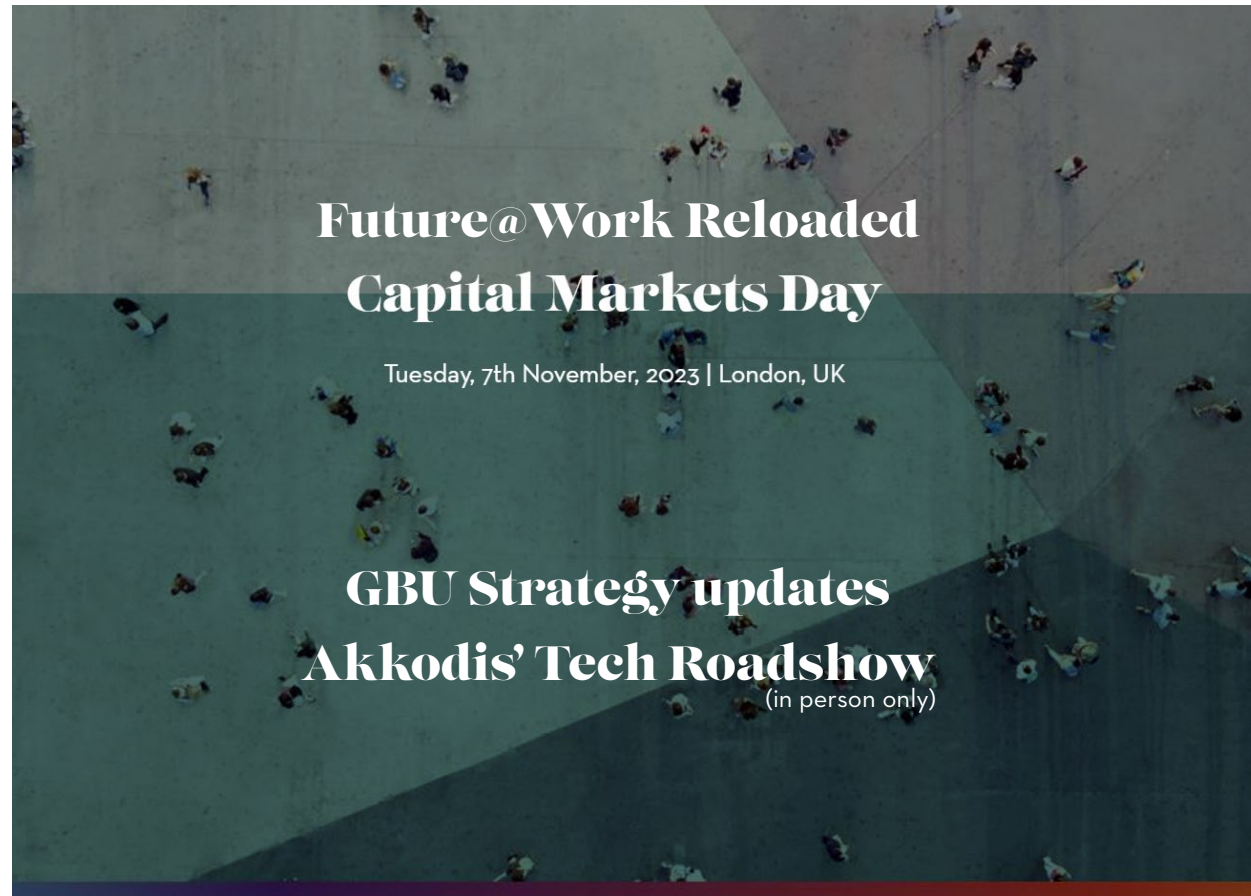 Future@Work Reloaded
Capital Markets Day
Tuesday, 7th November, 2023 | London, UK
GBU Strategy updates
Akkodis’ Tech Roadshow
(in person only)